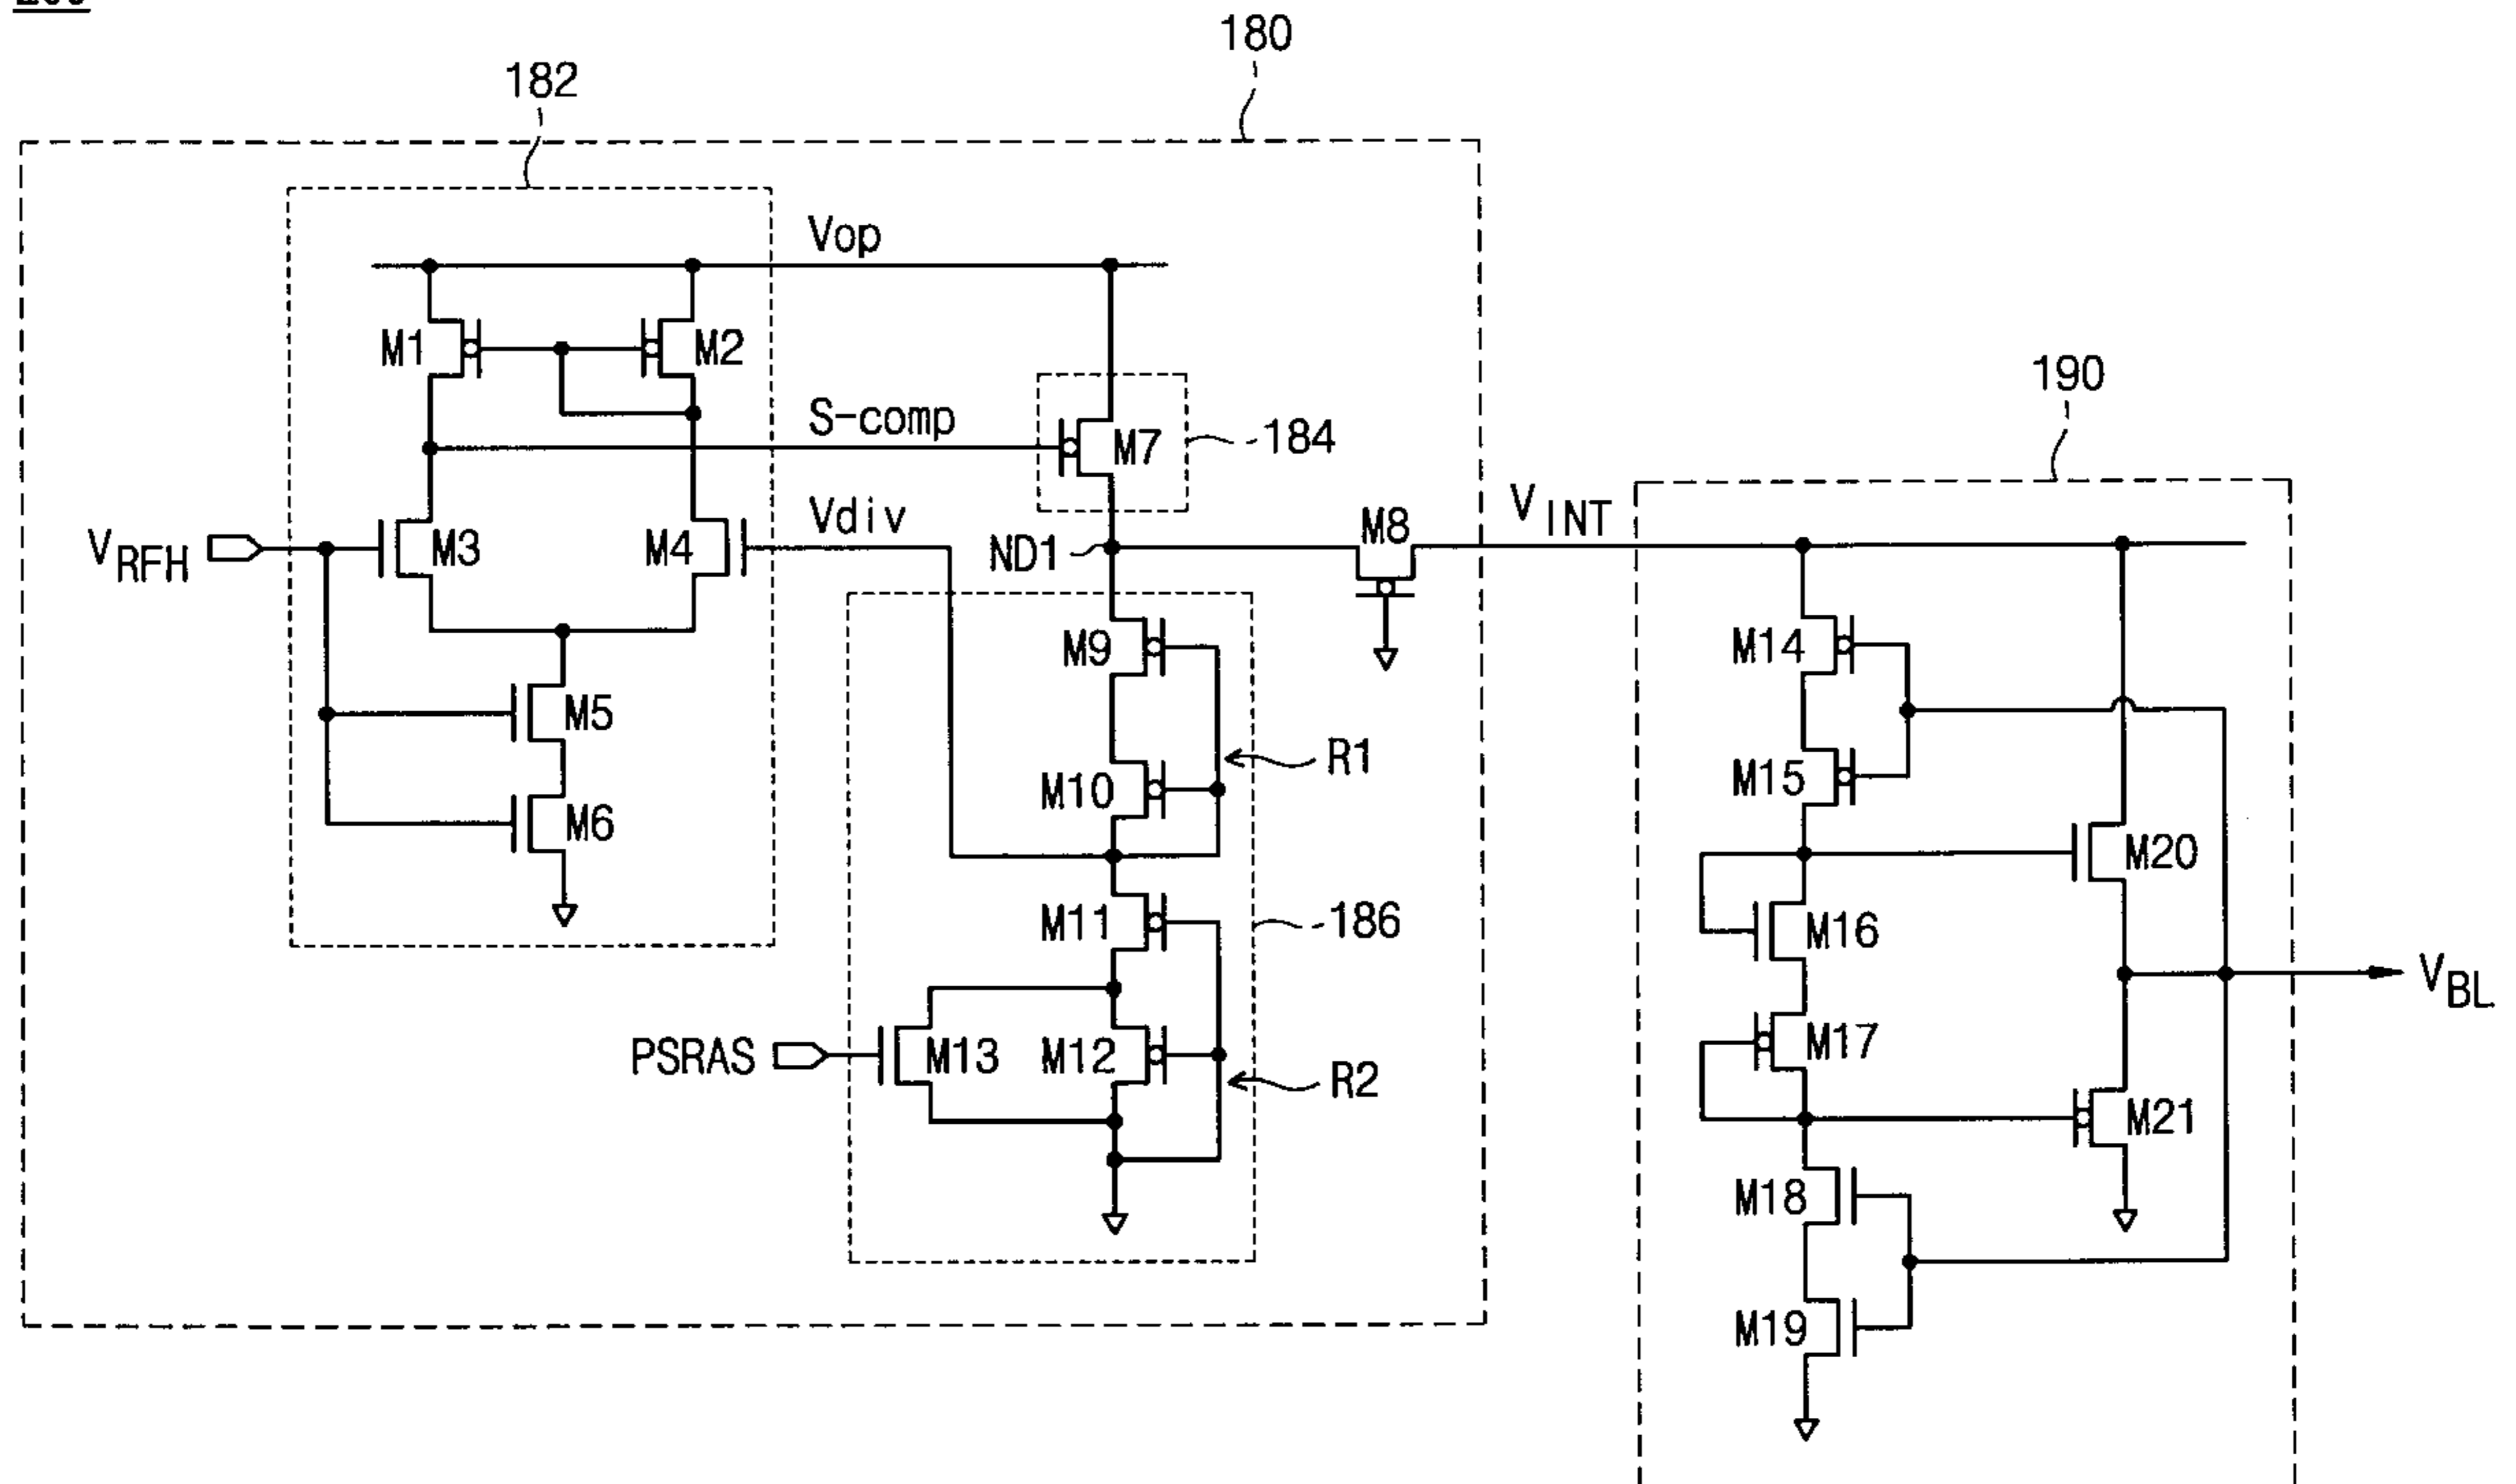 180
182
Vop
M1
M2
190
S-comp
M7
184
Vdiv
VINT
M8
VRFH
M3
M4
ND1
M9
M14
M5
R1
M10
M15
M6
M20
M11
186
M16
VBL
M17
PSRAS
M13
M12
R2
M21
M18
M19